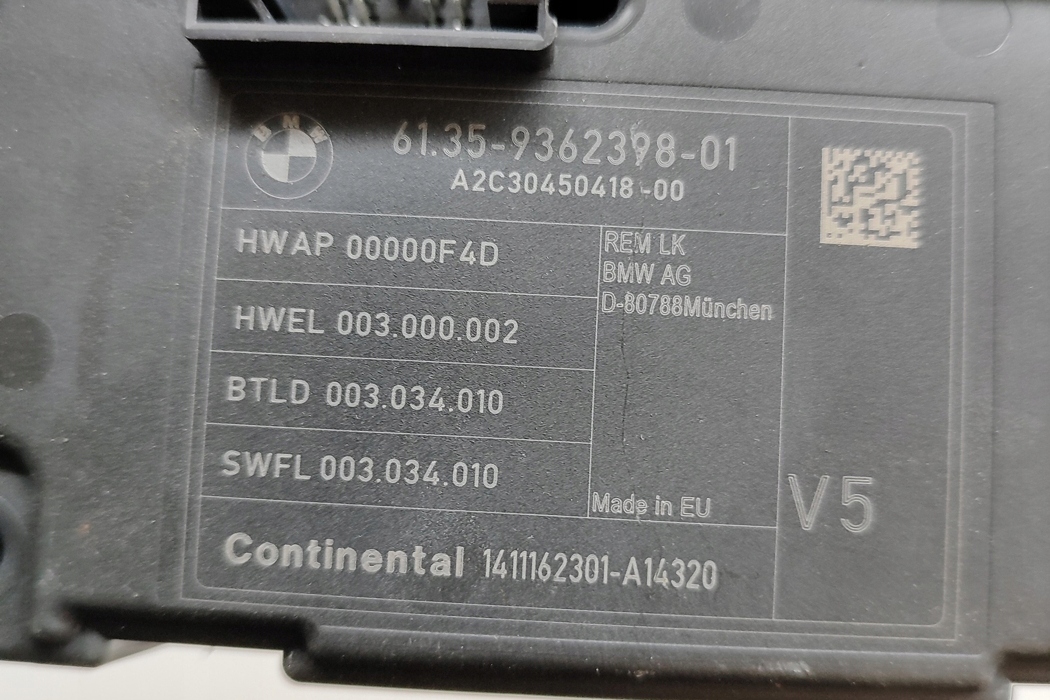 BMW
61.35-9362398-01
A2C30450418-00
HWAP 00000F4D
REM LK
BMW AG
D-80788München
HWEL 003.000.002
BTLD 003.034.010
SWFL 003.034.010
Made in EU
V5
Continental 1411162301-A14320